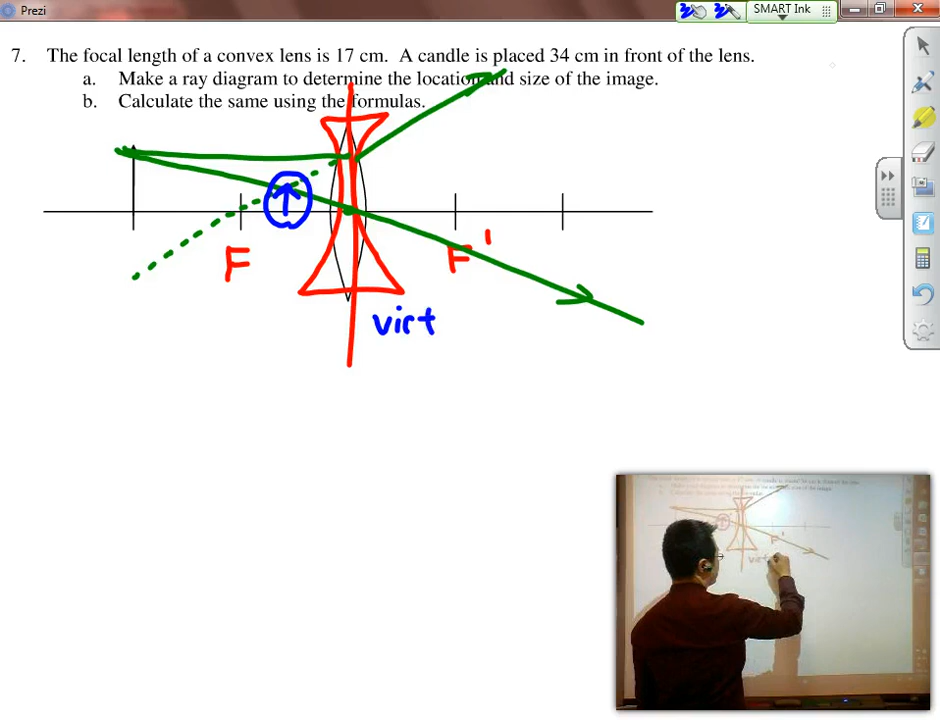 Prezi
SMART Ink
7. The focal length of a convex lens is 17 cm. A candle is placed 34 cm in front of the lens.
a. Make a ray diagram to determine the location and size of the image.
b. Calculate the same using the formulas.
F
F'
virt